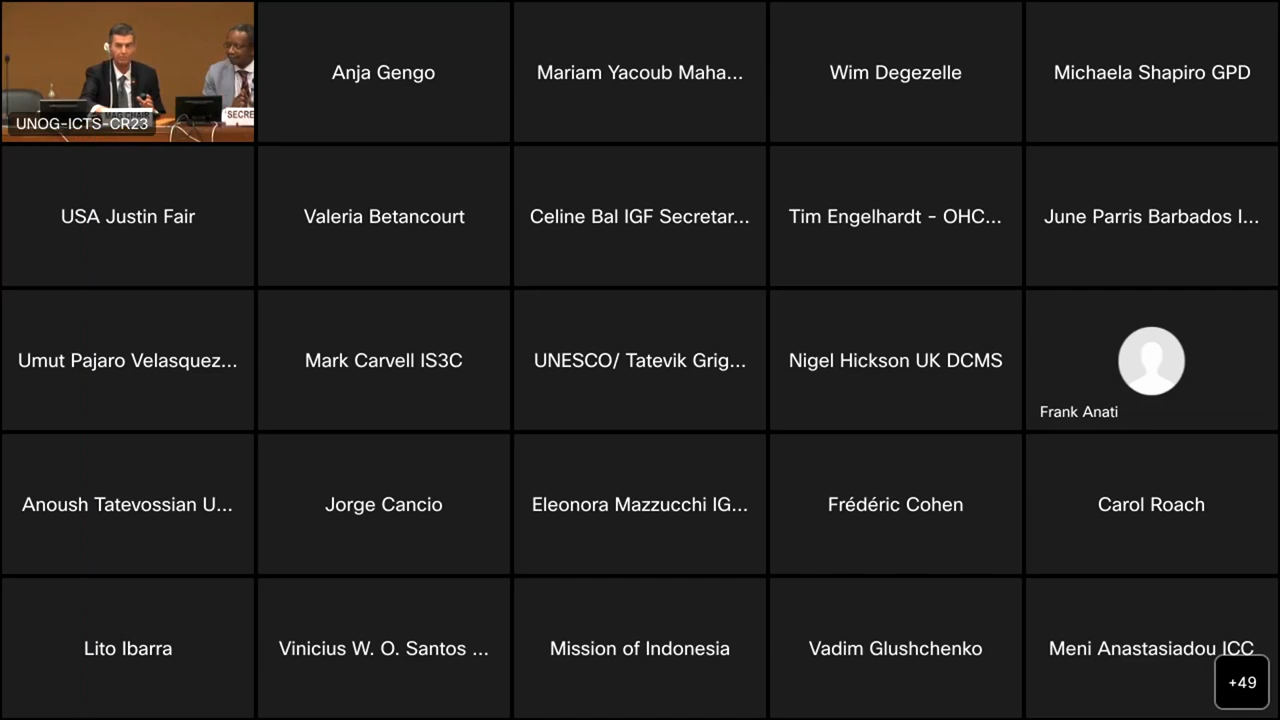 MAG CHAIR
'SECRE
UNOG-ICTS-CR23
Anja Gengo
Mariam Yacoub Maha...
Wim Degezelle
Michaela Shapiro GPD
USA Justin Fair
Valeria Betancourt
Celine Bal IGF Secretar...
Tim Engelhardt - OHC...
June Parris Barbados I...
Umut Pajaro Velasquez...
Mark Carvell IS3C
UNESCO/ Tatevik Grig...
Nigel Hickson UK DCMS
Frank Anati
Anoush Tatevossian U...
Jorge Cancio
Eleonora Mazzucchi IG...
Frédéric Cohen
Carol Roach
Lito Ibarra
Vinicius W. O. Santos ...
Mission of Indonesia
Vadim Glushchenko
Meni Anastasiadou ICC
+49